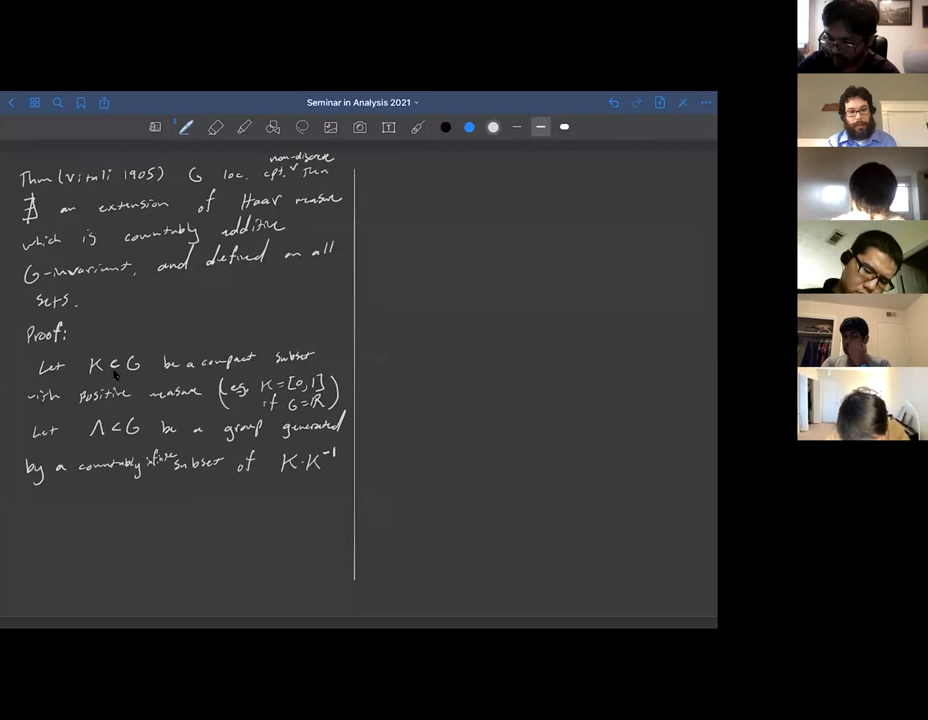 Seminar in Analysis 2021
non-discrete
Thm (Vitali 1905) G loc. cpt. Then
∄ an extension of Haar measure
which is countably additive
G-invariant, and defined on all
sets.
Proof:
Let K ⊂ G be a compact subset
with positive measure (eg. K = [0,1]
if G = ℝ)
Let Λ < G be a group generated
by a countably infinite subset of K·K⁻¹